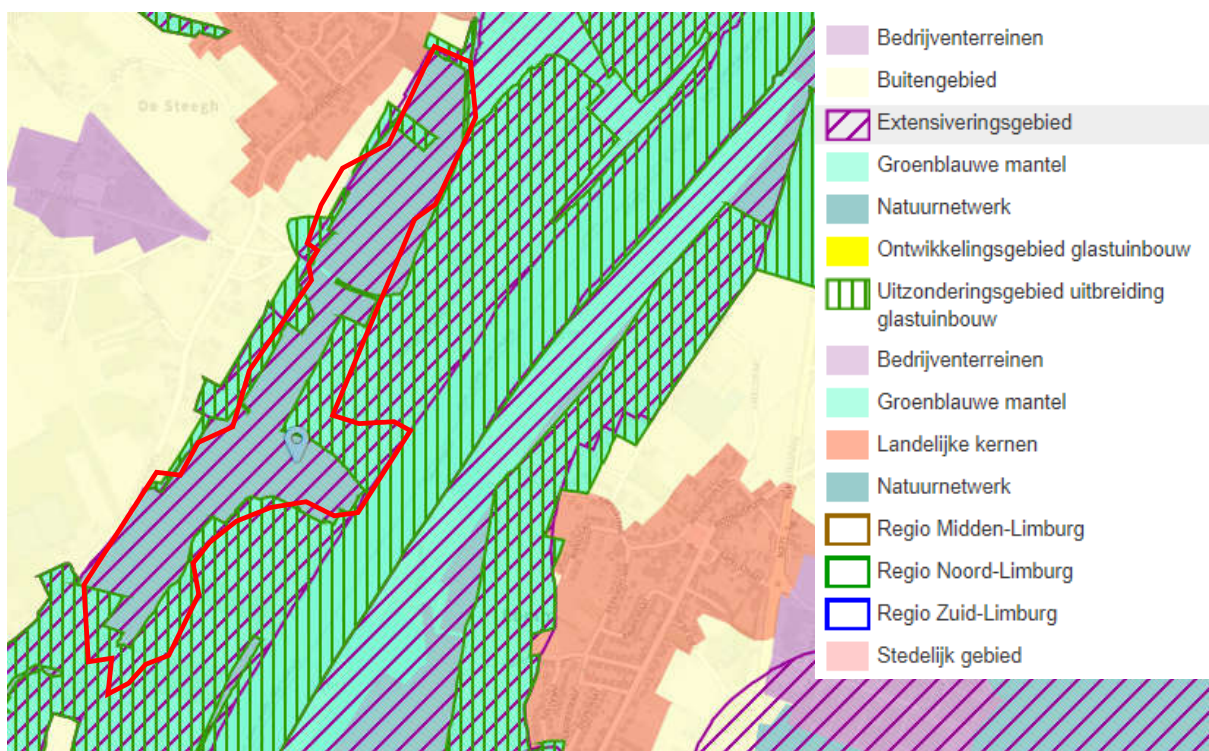 De Steegh
Bedrijventerreinen
Buitengebied
Extensiveringsgebied
Groenblauwe mantel
Natuurnetwerk
Ontwikkelingsgebied glastuinbouw
Uitzonderingsgebied uitbreiding
glastuinbouw
Bedrijventerreinen
Groenblauwe mantel
Landelijke kernen
Natuurnetwerk
Regio Midden-Limburg
Regio Noord-Limburg
Regio Zuid-Limburg
Stedelijk gebied